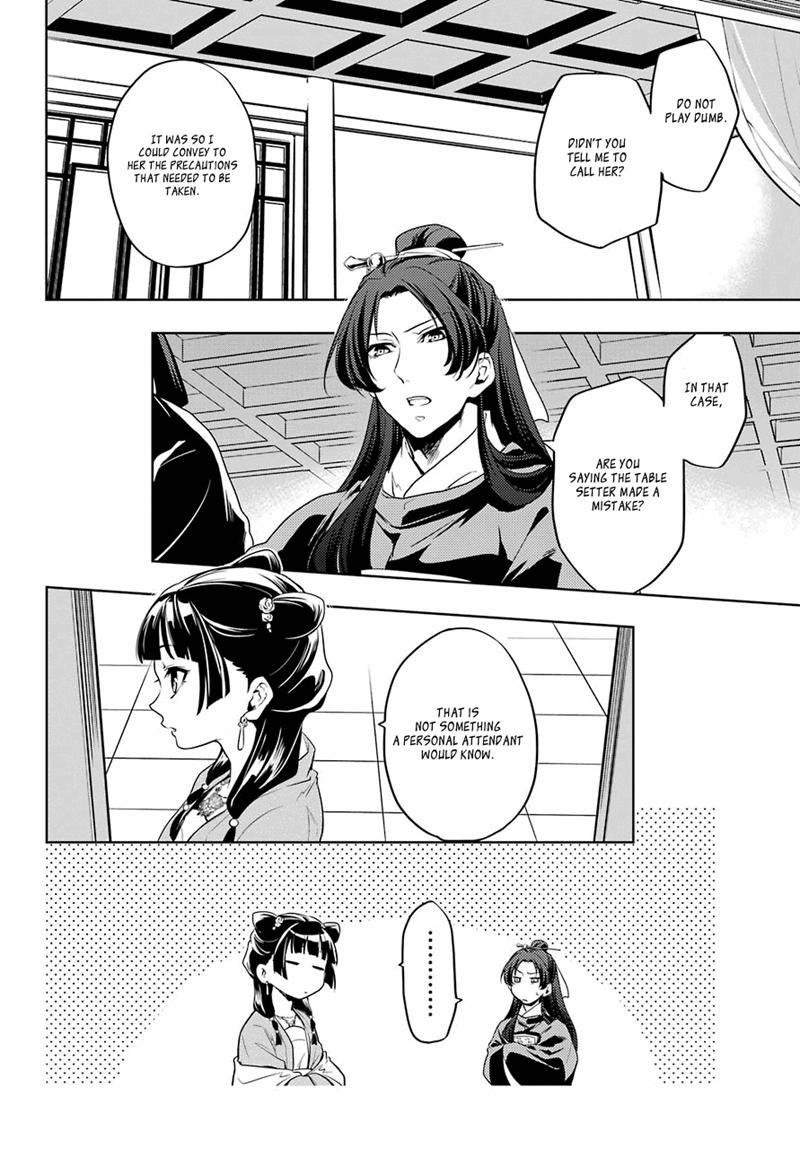 DO NOT
PLAY DUMB.
DIDN'T YOU
TELL ME TO
CALL HER?
IT WAS SO I
COULD CONVEY TO
HER THE PRECAUTIONS
THAT NEEDED TO BE
TAKEN.
IN THAT
CASE,
ARE YOU
SAYING THE TABLE
SETTER MADE A
MISTAKE?
THAT IS
NOT SOMETHING
A PERSONAL ATTENDANT
WOULD KNOW.
.........